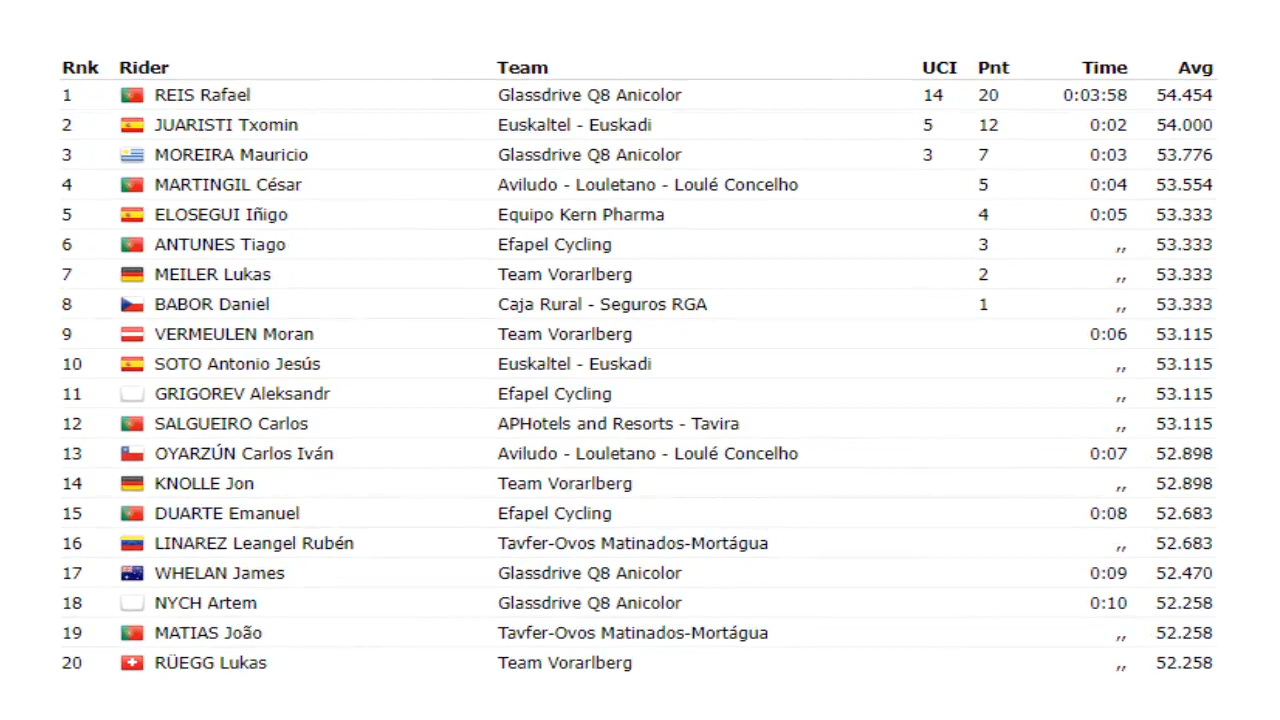 Rnk Rider Team UCI Pnt Time Avg
1 REIS Rafael Glassdrive Q8 Anicolor 14 20 0:03:58 54.454
2 JUARISTI Txomin Euskaltel - Euskadi 5 12 0:02 54.000
3 MOREIRA Mauricio Glassdrive Q8 Anicolor 3 7 0:03 53.776
4 MARTINGIL César Aviludo - Louletano - Loulé Concelho 5 0:04 53.554
5 ELOSEGUI Iñigo Equipo Kern Pharma 4 0:05 53.333
6 ANTUNES Tiago Efapel Cycling 3 ,, 53.333
7 MEILER Lukas Team Vorarlberg 2 ,, 53.333
8 BABOR Daniel Caja Rural - Seguros RGA 1 ,, 53.333
9 VERMEULEN Moran Team Vorarlberg 0:06 53.115
10 SOTO Antonio Jesús Euskaltel - Euskadi ,, 53.115
11 GRIGOREV Aleksandr Efapel Cycling ,, 53.115
12 SALGUEIRO Carlos APHotels and Resorts - Tavira ,, 53.115
13 OYARZÚN Carlos Iván Aviludo - Louletano - Loulé Concelho 0:07 52.898
14 KNOLLE Jon Team Vorarlberg ,, 52.898
15 DUARTE Emanuel Efapel Cycling 0:08 52.683
16 LINAREZ Leangel Rubén Tavfer-Ovos Matinados-Mortágua ,, 52.683
17 WHELAN James Glassdrive Q8 Anicolor 0:09 52.470
18 NYCH Artem Glassdrive Q8 Anicolor 0:10 52.258
19 MATIAS João Tavfer-Ovos Matinados-Mortágua ,, 52.258
20 RÜEGG Lukas Team Vorarlberg ,, 52.258